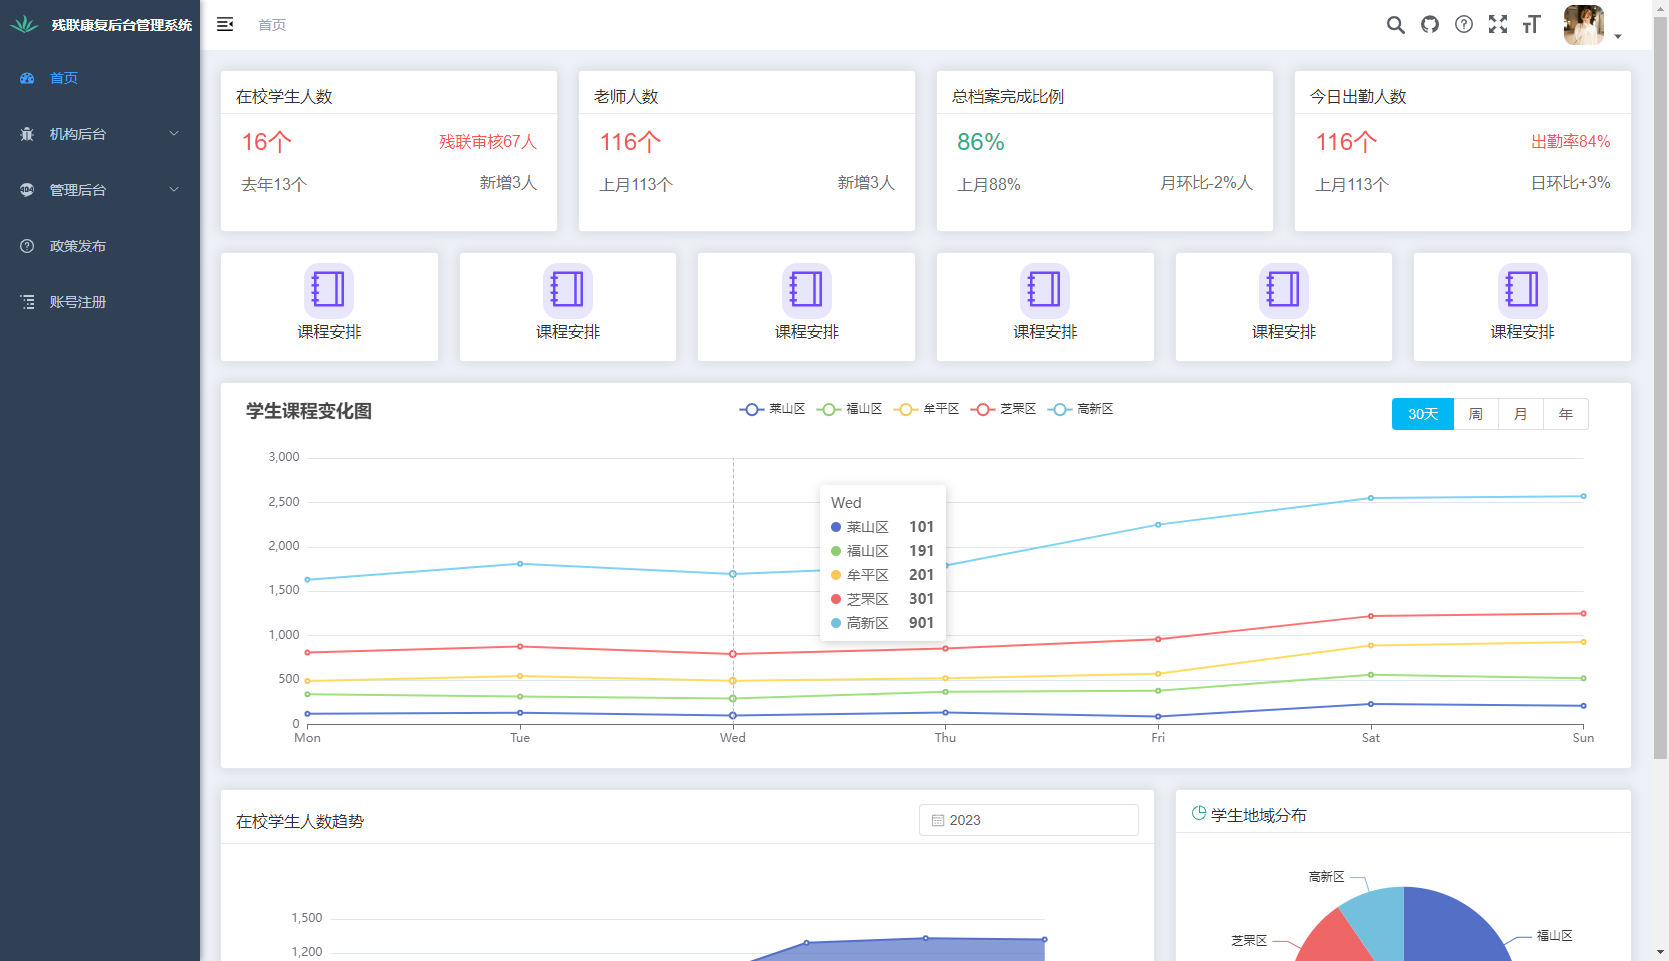 残联康复后台管理系统
首页
首页
机构后台
管理后台
政策发布
账号注册
在校学生人数
16个
残联审核67人
去年13个
新增3人
老师人数
116个
上月113个
新增3人
总档案完成比例
86%
上月88%
月环比-2%人
今日出勤人数
116个
出勤率84%
上月113个
日环比+3%
课程安排
课程安排
课程安排
课程安排
课程安排
课程安排
学生课程变化图
莱山区
福山区
牟平区
芝罘区
高新区
30天
周
月
年
3,000
2,500
2,000
1,500
1,000
500
0
Mon
Tue
Wed
Thu
Fri
Sat
Sun
Wed
莱山区 101
福山区 191
牟平区 201
芝罘区 301
高新区 901
在校学生人数趋势
2023
1,500
1,200
学生地域分布
高新区
芝罘区
福山区